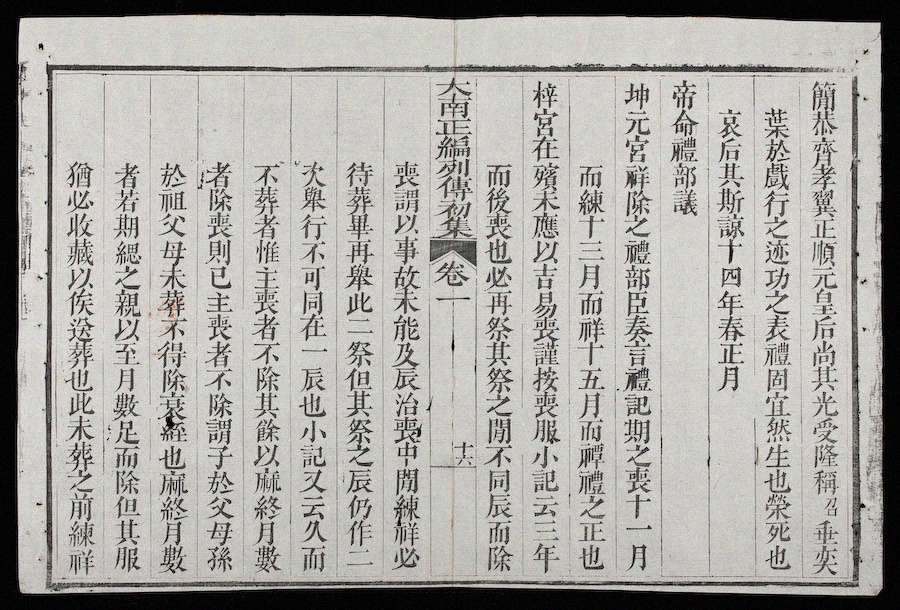 簡恭齊孝翼正順元皇后尚其光受隆稱垂奕
葉於戲行之迹功之表禮固宜然生也榮死也
哀后其斯諒十四年春正月
帝命禮部議
坤元宮祥除之禮部臣奏言禮記期之喪十一月
而練十三月而祥十五月而禫禮之正也
梓宮在殯未應以吉易喪謹按喪服小記云三年
而後喪也必再祭其祭之閒不同辰而除
大南正編列傳初集 卷一 十六
喪謂以事故未能及辰治喪中閒練祥必
待葬畢再舉此二祭但其祭之辰仍作二
次舉行不可同在一辰也小記又云久而
不葬者惟主喪者不除其餘以麻終月數
者除喪則已主喪者不除謂子於父母孫
於祖父母未葬不得除衰絰也麻終月數
者若期緦之親以至月數足而除但其服
猶必收藏以俟送葬也此未葬之前練祥